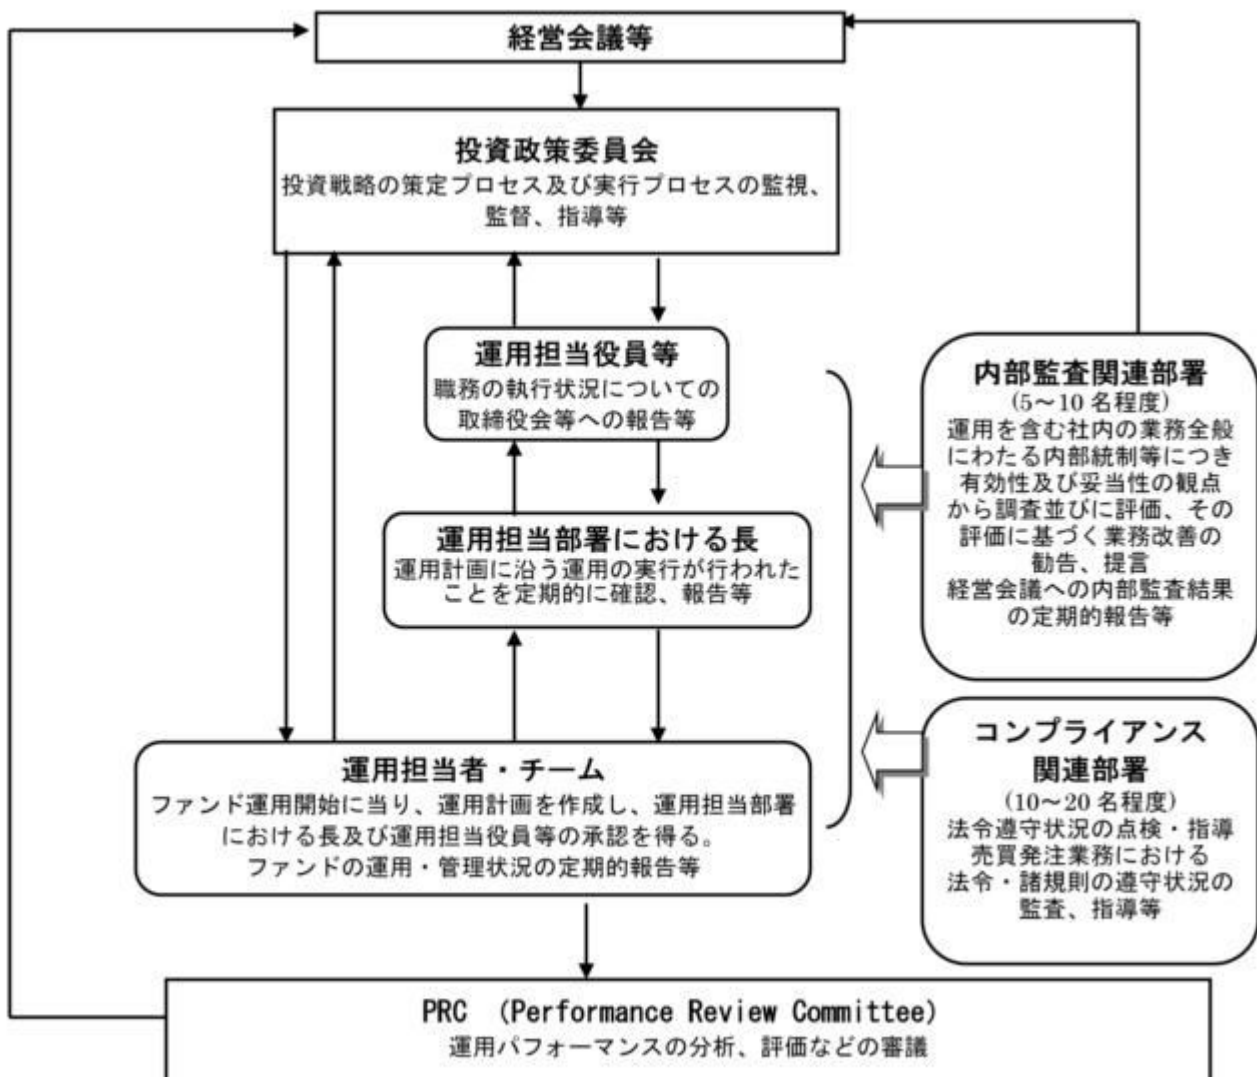 経営会議等
投資政策委員会
投資戦略の策定プロセス及び実行プロセスの監視、
監督、指導等
運用担当役員等
職務の執行状況についての
取締役会等への報告等
運用担当部署における長
運用計画に沿う運用の実行が行われた
ことを定期的に確認、報告等
運用担当者・チーム
ファンド運用開始に当り、運用計画を作成し、運用担当部署
における長及び運用担当役員等の承認を得る。
ファンドの運用・管理状況の定期的報告等
内部監査関連部署
(5～10 名程度)
運用を含む社内の業務全般
にわたる内部統制等につき
有効性及び妥当性の観点
から調査並びに評価、その
評価に基づく業務改善の
勧告、提言
経営会議への内部監査結果
の定期的報告等
コンプライアンス
関連部署
(10～20 名程度)
法令遵守状況の点検・指導
売買発注業務における
法令・諸規則の遵守状況の
監査、指導等
PRC （Performance Review Committee)
運用パフォーマンスの分析、評価などの審議